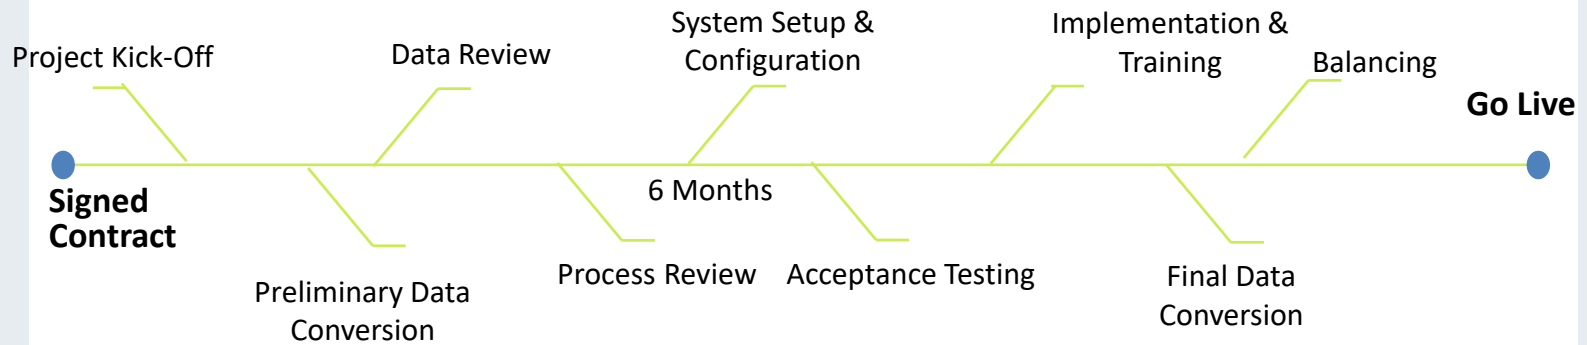 Project Kick-Off
Data Review
System Setup &
Configuration
Implementation &
Training
Balancing
Go Live
Signed
Contract
6 Months
Preliminary Data
Conversion
Process Review
Acceptance Testing
Final Data
Conversion